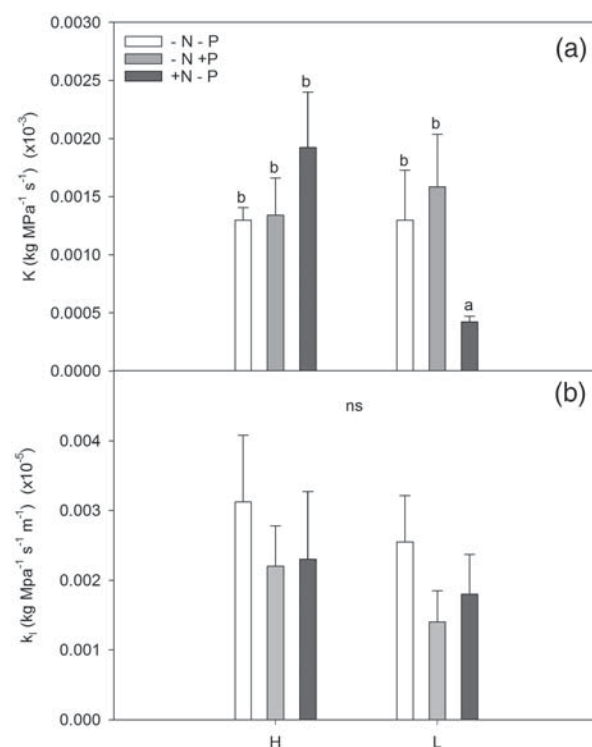 0.0030
(a)
- N - P
- N +P
+N - P
0.0025
0.0020
0.0015
0.0010
0.0005
0.0000
K (kg MPa⁻¹ s⁻¹) (x10⁻³)
b
b
b
b
b
a
(b)
ns
0.004
0.003
0.002
0.001
0.000
kₗ (kg Mpa⁻¹ s⁻¹ m⁻¹) (x10⁻⁵)
H
L